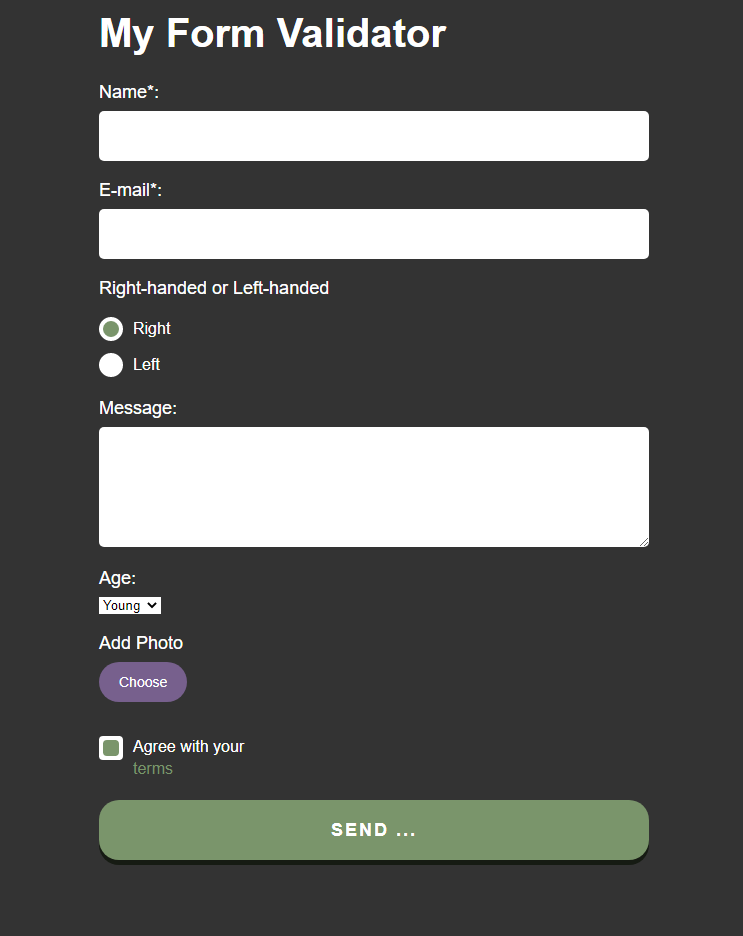 My Form Validator
Name*:
E-mail*:
Right-handed or Left-handed
Right
Left
Message:
Age:
Young
Add Photo
Choose
Agree with your
terms
SEND ...